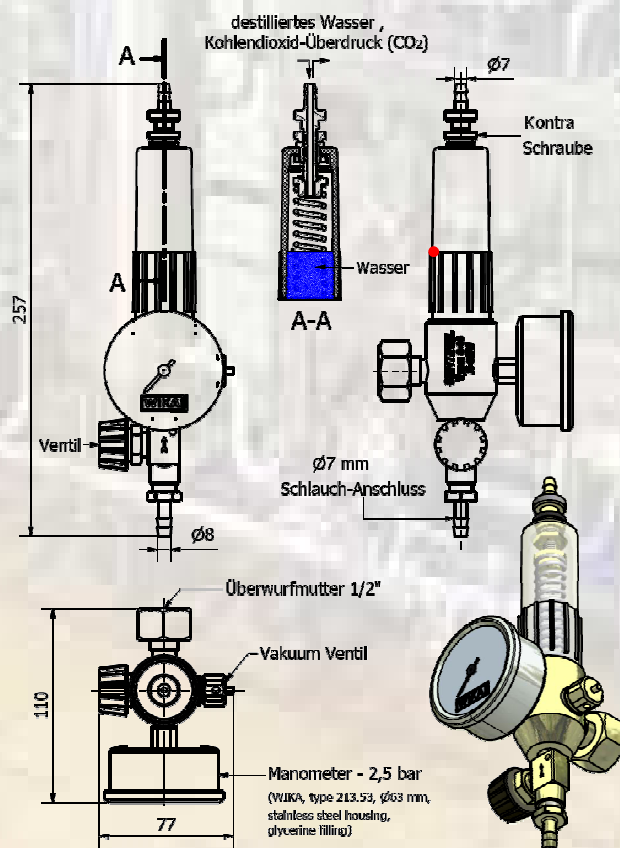 destilliertes Wasser ,
Kohlendioxid-Überdruck (CO₂)
A
Ø7
Kontra
Schraube
A
Wasser
A-A
257
WIKA
Ventil
Ø7 mm
Schlauch-Anschluss
Ø8
Überwurfmutter 1/2"
Vakuum Ventil
110
Manometer - 2,5 bar
(WIKA, type 213.53, Ø63 mm,
stainless steel housing,
glycerine filling)
77